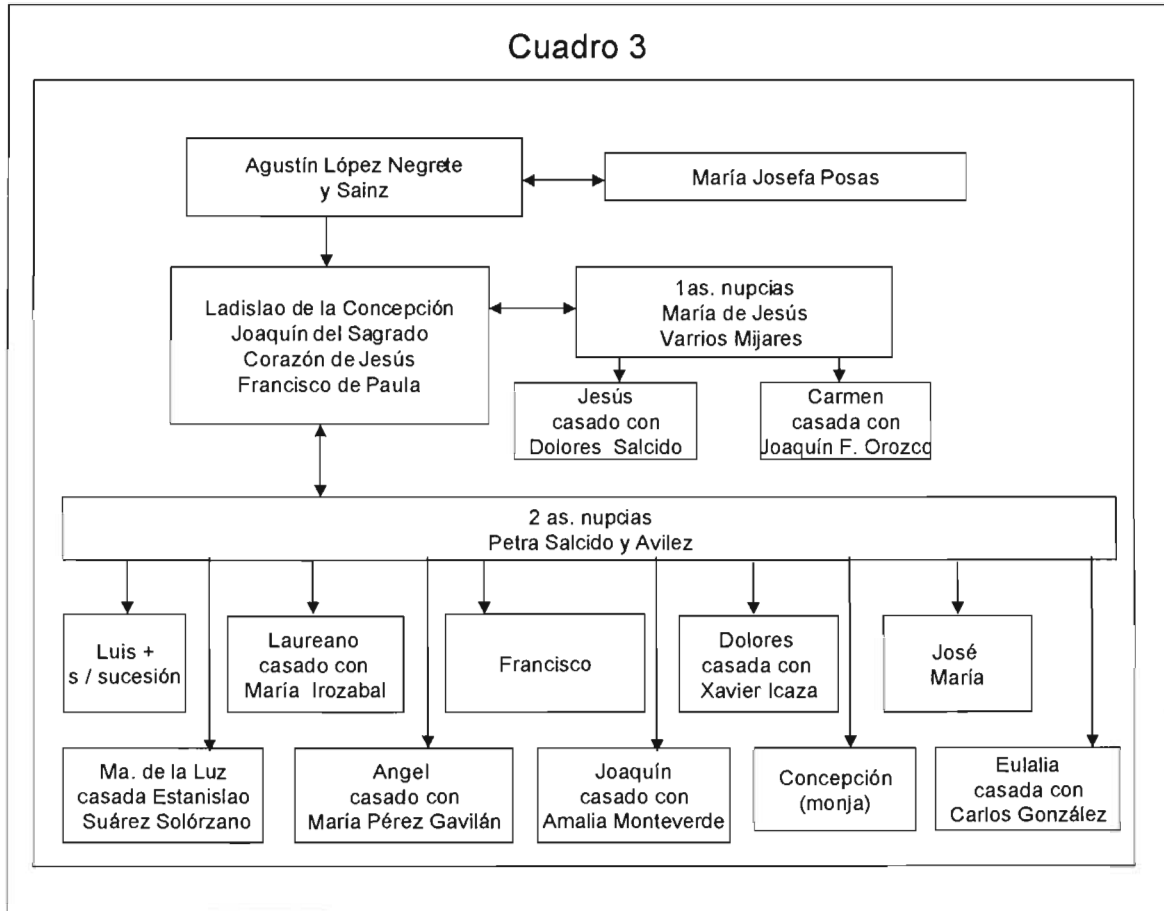 Cuadro 3
Agustín López Negrete
y Sainz
María Josefa Posas
Ladislao de la Concepción
Joaquín del Sagrado
Corazón de Jesús
Francisco de Paula
1as. nupcias
María de Jesús
Varrios Mijares
Jesús
casado con
Dolores Salcido
Carmen
casada con
Joaquín F. Orozco
2 as. nupcias
Petra Salcido y Avilez
Luis +
s / sucesión
Laureano
casado con
María Irozabal
Francisco
Dolores
casada con
Xavier Icaza
José
María
Ma. de la Luz
casada Estanislao
Suárez Solórzano
Angel
casado con
María Pérez Gavilán
Joaquín
casado con
Amalia Monteverde
Concepción
(monja)
Eulalia
casada con
Carlos González